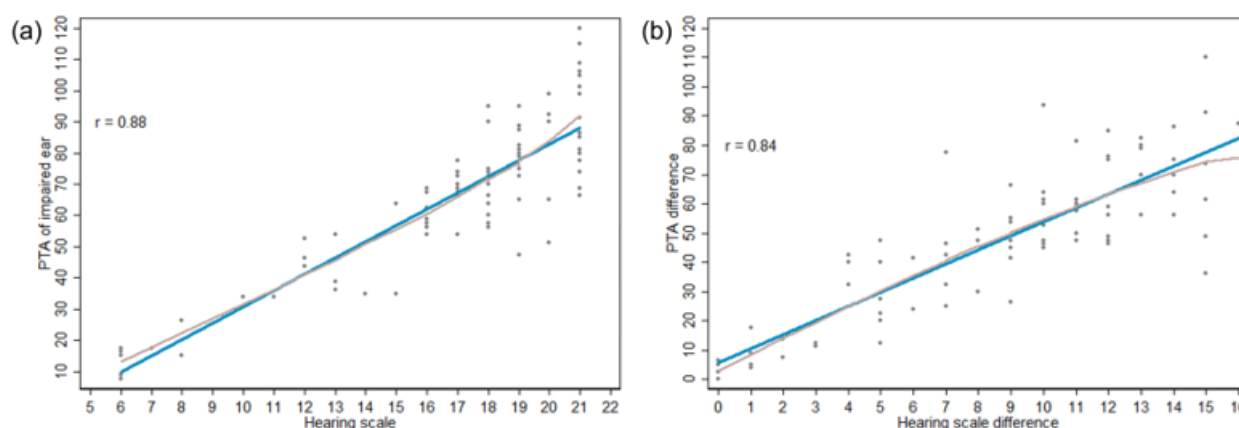 (a)
r = 0.88
PTA of impaired ear
10 20 30 40 50 60 70 80 90 100 110 120
5 6 7 8 9 10 11 12 13 14 15 16 17 18 19 20 21 22
Hearing scale
(b)
r = 0.84
PTA difference
0 10 20 30 40 50 60 70 80 90 100 110 120
0 1 2 3 4 5 6 7 8 9 10 11 12 13 14 15 16
Hearing scale difference